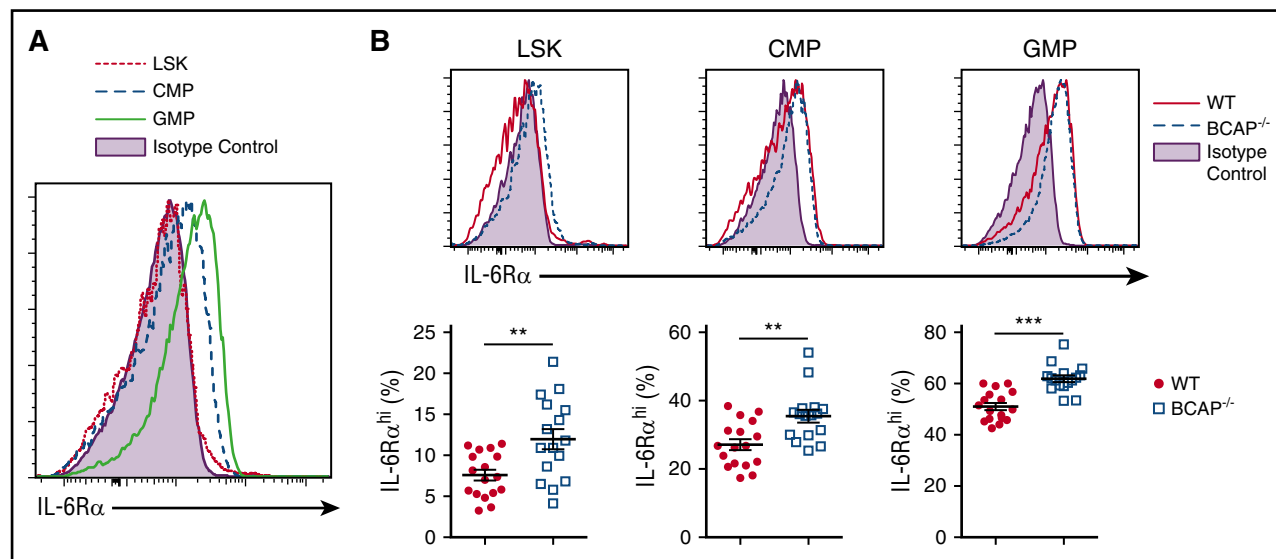 A
LSK
CMP
GMP
Isotype Control
IL-6Rα
B
LSK
CMP
GMP
WT
BCAP-/-
Isotype
Control
IL-6Rα
IL-6Rαhi (%)
25
20
15
10
5
0
**
IL-6Rαhi (%)
60
40
20
0
**
IL-6Rαhi (%)
80
60
40
20
0
***
WT
BCAP-/-